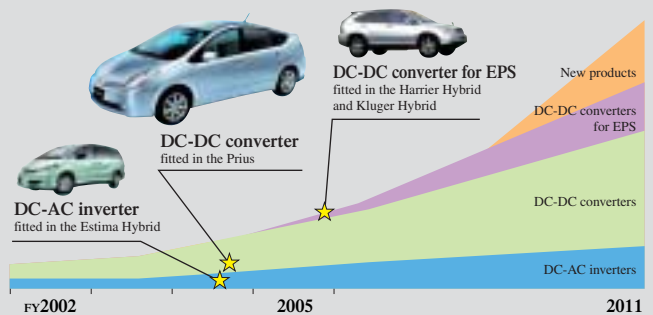 DC-DC converter for EPS
fitted in the Harrier Hybrid
and Kluger Hybrid
DC-DC converter
fitted in the Prius
DC-AC inverter
fitted in the Estima Hybrid
New products
DC-DC converters
for EPS
DC-DC converters
DC-AC inverters
FY2002
2005
2011